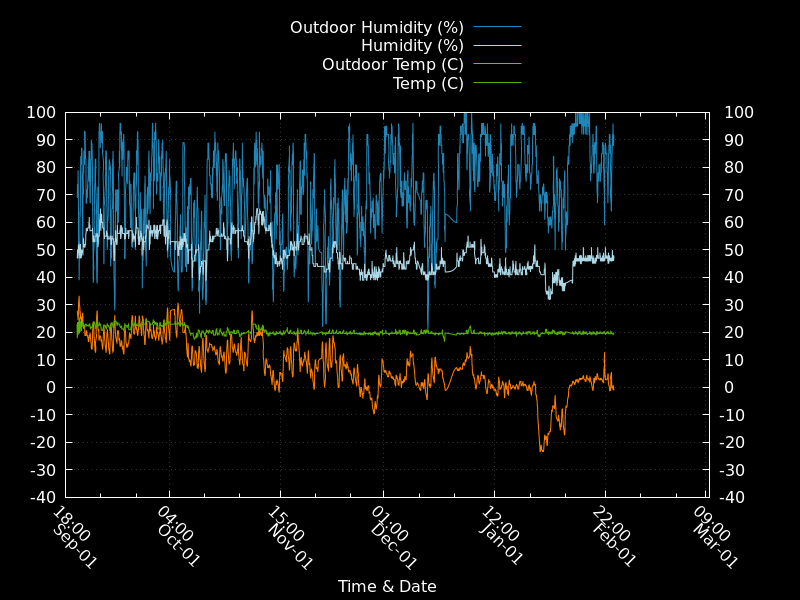 Outdoor Humidity (%)
Humidity (%)
Outdoor Temp (C)
Temp (C)
100 100
90 90
80 80
70 70
60 60
50 50
40 40
30 30
20 20
10 10
0 0
-10 -10
-20 -20
-30 -30
-40 -40
18:00
Sep-01
04:00
Oct-01
15:00
Nov-01
01:00
Dec-01
12:00
Jan-01
22:00
Feb-01
09:00
Mar-01
Time & Date